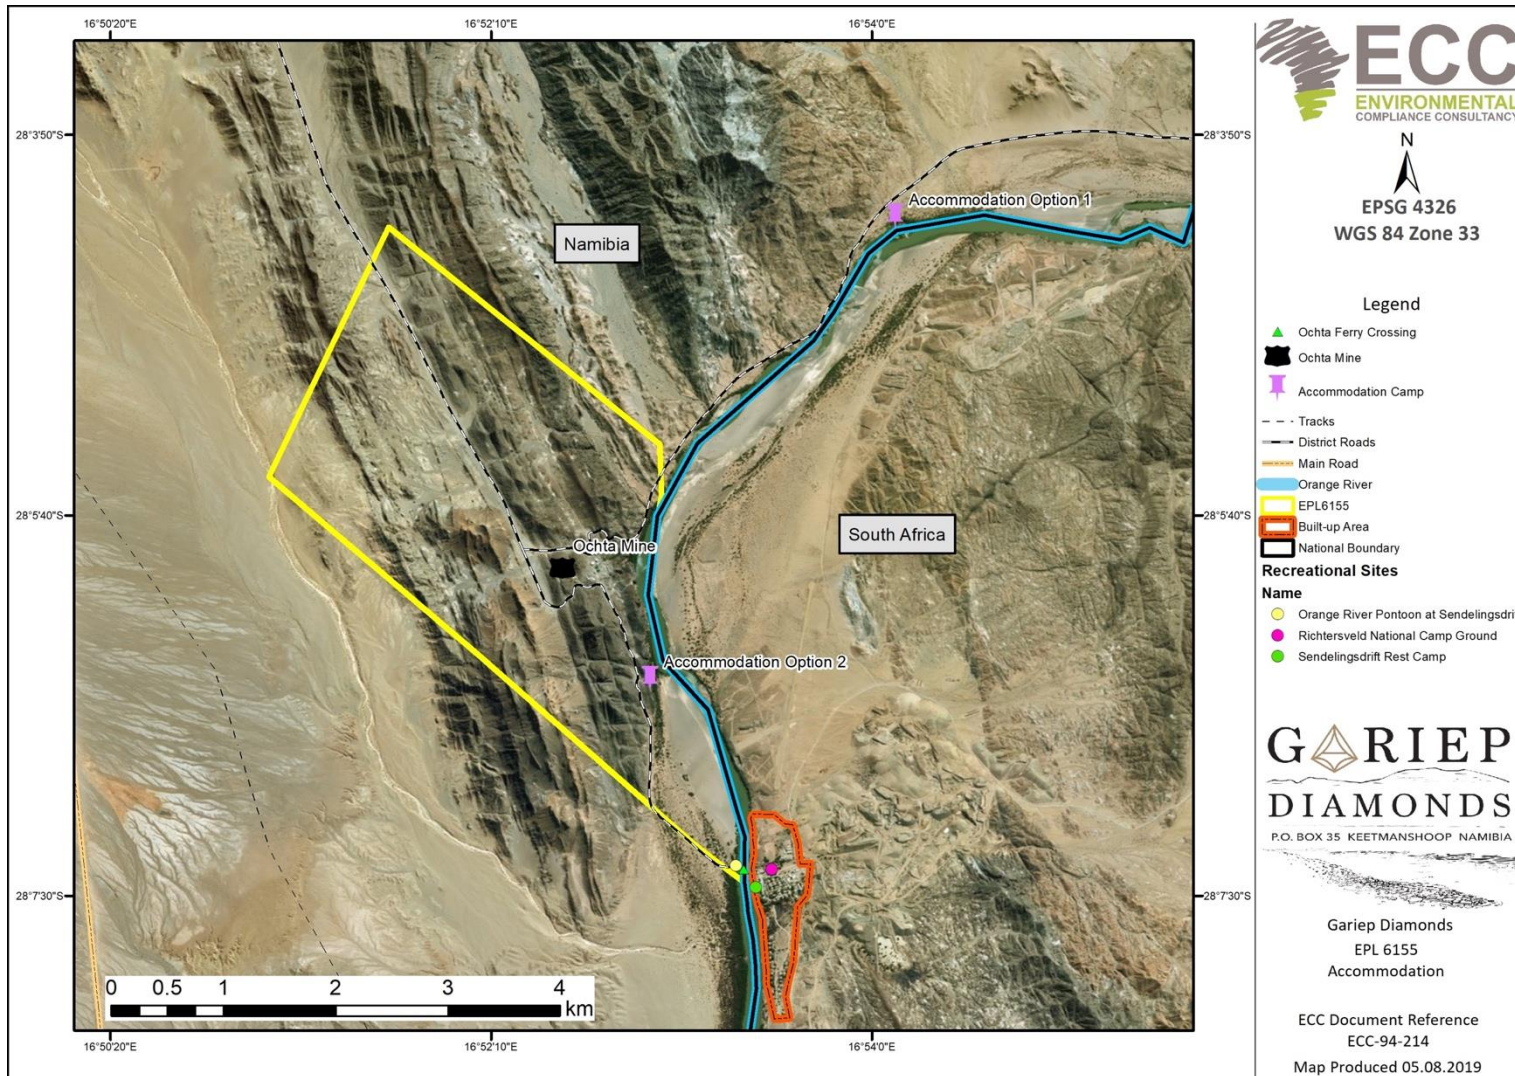 16°50'20"E
16°52'10"E
16°54'0"E
28°3'50"S
28°3'50"S
Accommodation Option 1
Namibia
28°5'40"S
28°5'40"S
South Africa
Ochta Mine
Accommodation Option 2
28°7'30"S
28°7'30"S
0 0.5 1 2 3 4
km
16°50'20"E
16°52'10"E
16°54'0"E
ECC
ENVIRONMENTAL
COMPLIANCE CONSULTANCY
N
EPSG 4326
WGS 84 Zone 33
Legend
Ochta Ferry Crossing
Ochta Mine
Accommodation Camp
Tracks
District Roads
Main Road
Orange River
EPL6155
Built-up Area
National Boundary
Recreational Sites
Name
Orange River Pontoon at Sendelingsdri
Richtersveld National Camp Ground
Sendelingsdrift Rest Camp
GARIEP
DIAMONDS
P.O. BOX 35 KEETMANSHOOP NAMIBIA
Gariep Diamonds
EPL 6155
Accommodation
ECC Document Reference
ECC-94-214
Map Produced 05.08.2019